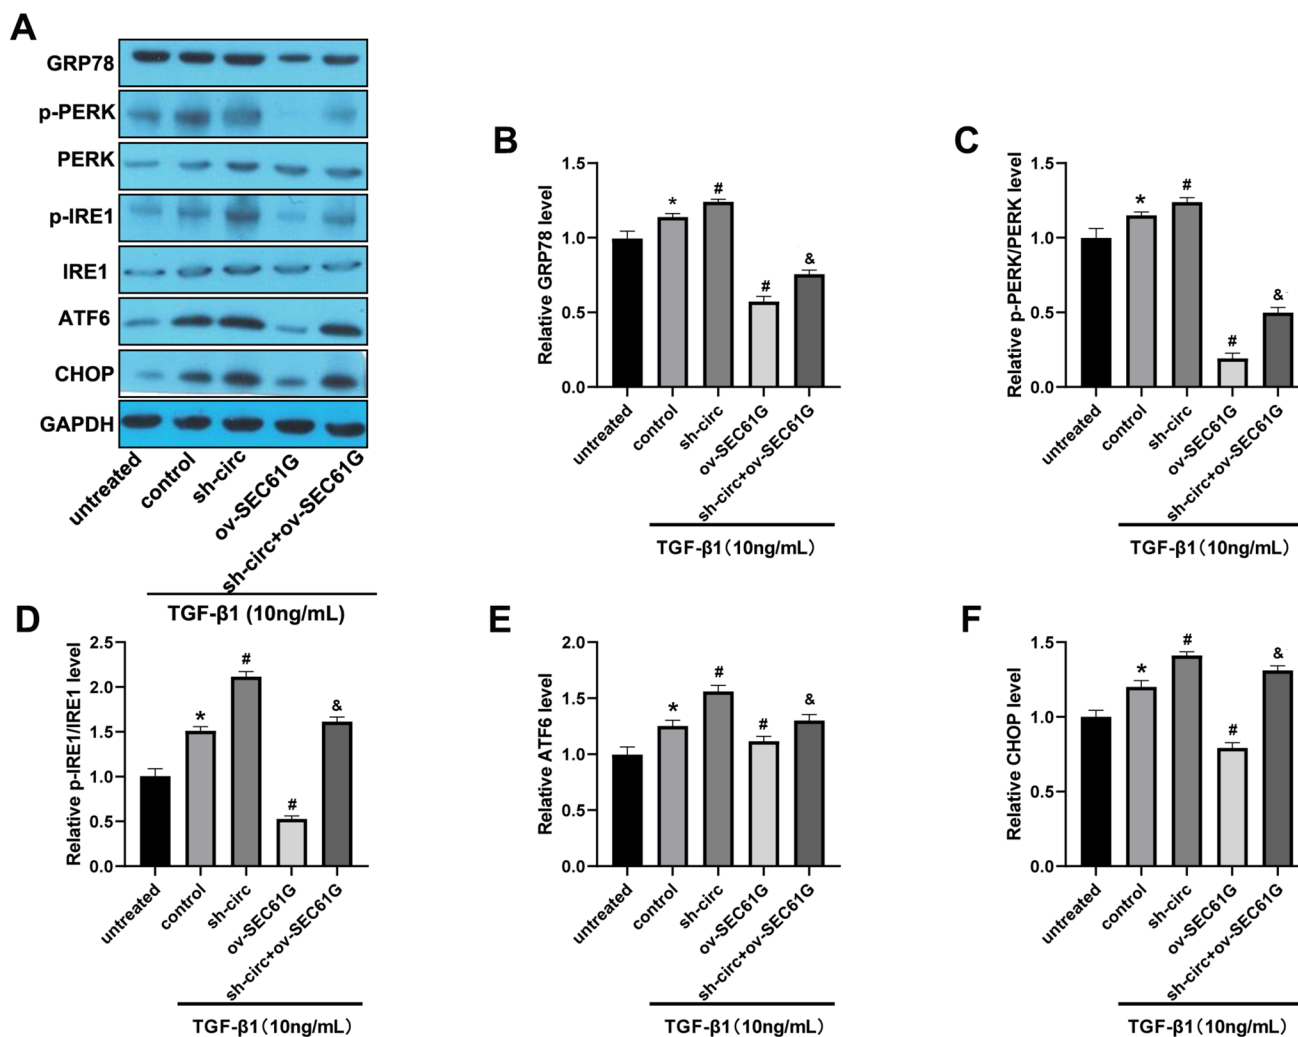 A
GRP78
p-PERK
PERK
p-IRE1
IRE1
ATF6
CHOP
GAPDH
untreated
control
sh-circ
ov-SEC61G
sh-circ+ov-SEC61G
TGF-β1 (10ng/mL)
B
Relative GRP78 level
1.5
1.0
0.5
0.0
*
#
#
&
untreated
control
sh-circ
ov-SEC61G
sh-circ+ov-SEC61G
TGF-β1（10ng/mL）
C
Relative p-PERK/PERK level
1.5
1.0
0.5
0.0
*
#
#
&
untreated
control
sh-circ
ov-SEC61G
sh-circ+ov-SEC61G
TGF-β1（10ng/mL）
D
Relative p-IRE1/IRE1 level
2.5
2.0
1.5
1.0
0.5
0.0
*
#
#
&
untreated
control
sh-circ
ov-SEC61G
sh-circ+ov-SEC61G
TGF-β1（10ng/mL）
E
Relative ATF6 level
2.0
1.5
1.0
0.5
0.0
*
#
#
&
untreated
control
sh-circ
ov-SEC61G
sh-circ+ov-SEC61G
TGF-β1（10ng/mL）
F
Relative CHOP level
1.5
1.0
0.5
0.0
*
#
#
&
untreated
control
sh-circ
ov-SEC61G
sh-circ+ov-SEC61G
TGF-β1（10ng/mL）